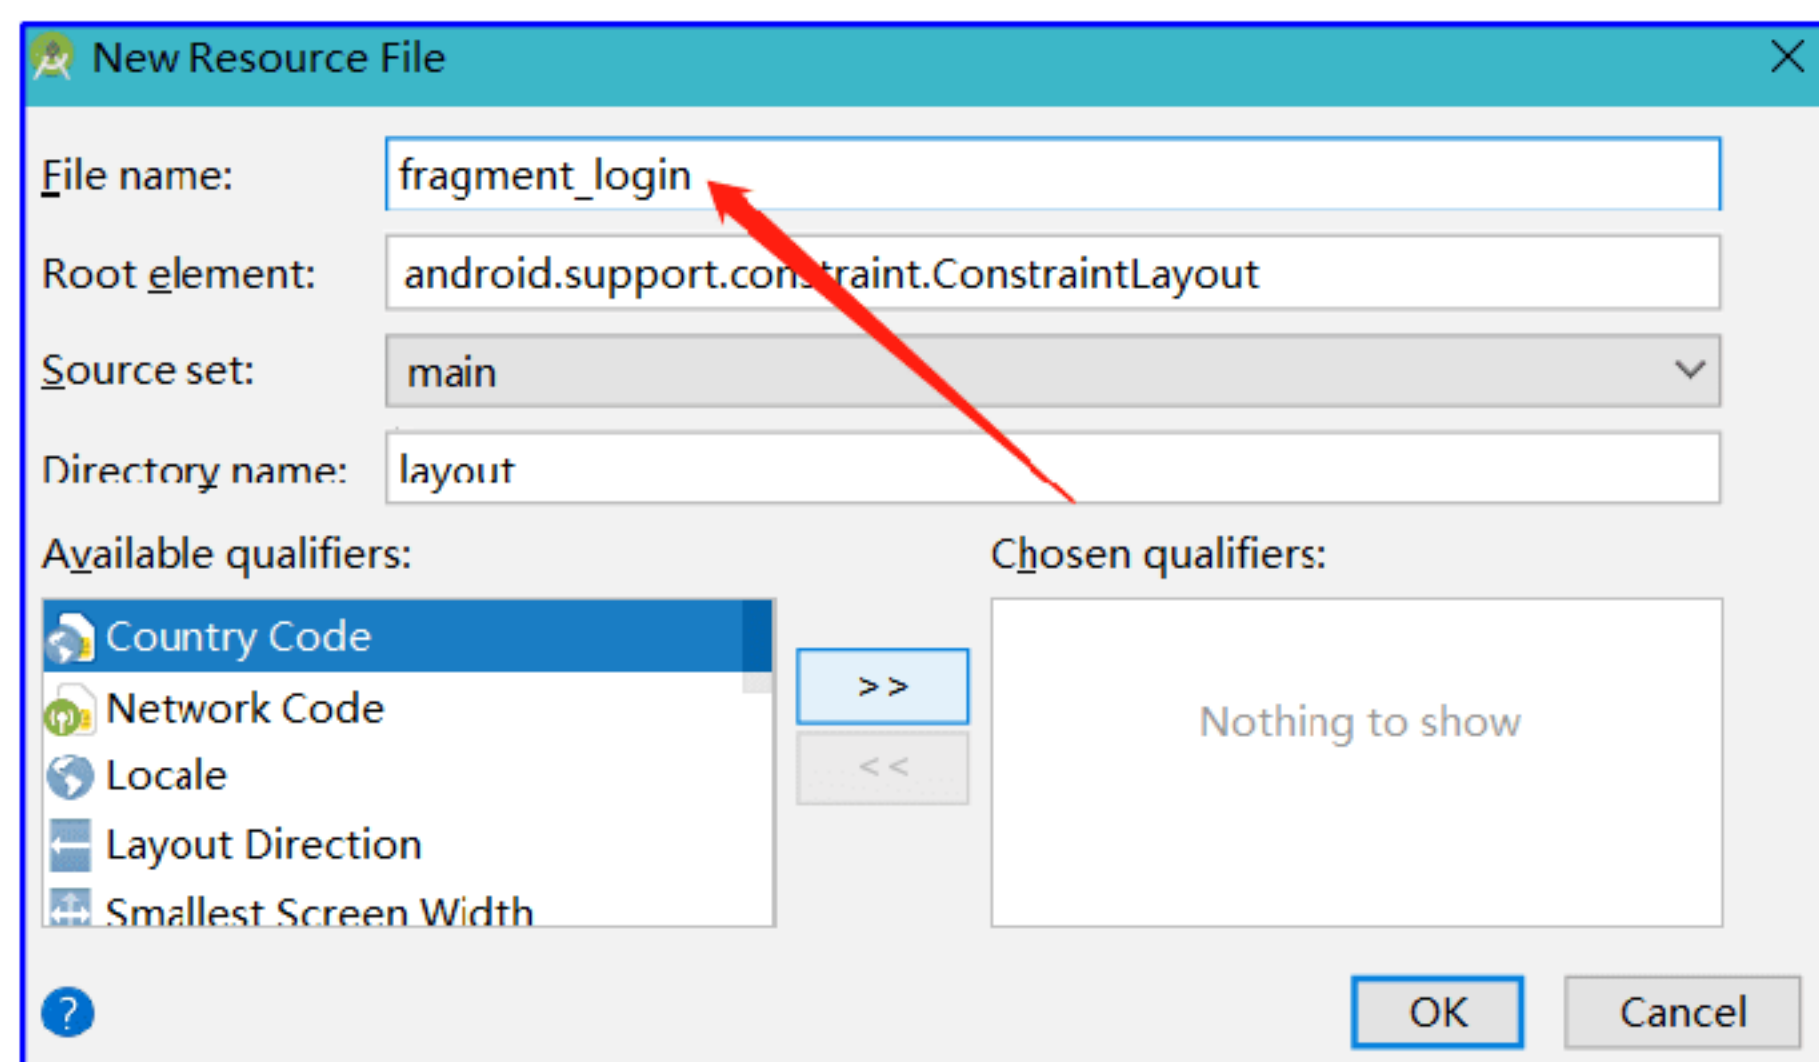 New Resource File
File name: fragment_login
Root element: android.support.constraint.ConstraintLayout
Source set: main
Directory name: layout
Available qualifiers: Chosen qualifiers:
Country Code
Network Code
Locale
Layout Direction
Smallest Screen Width
>>
<<
Nothing to show
?
OK Cancel